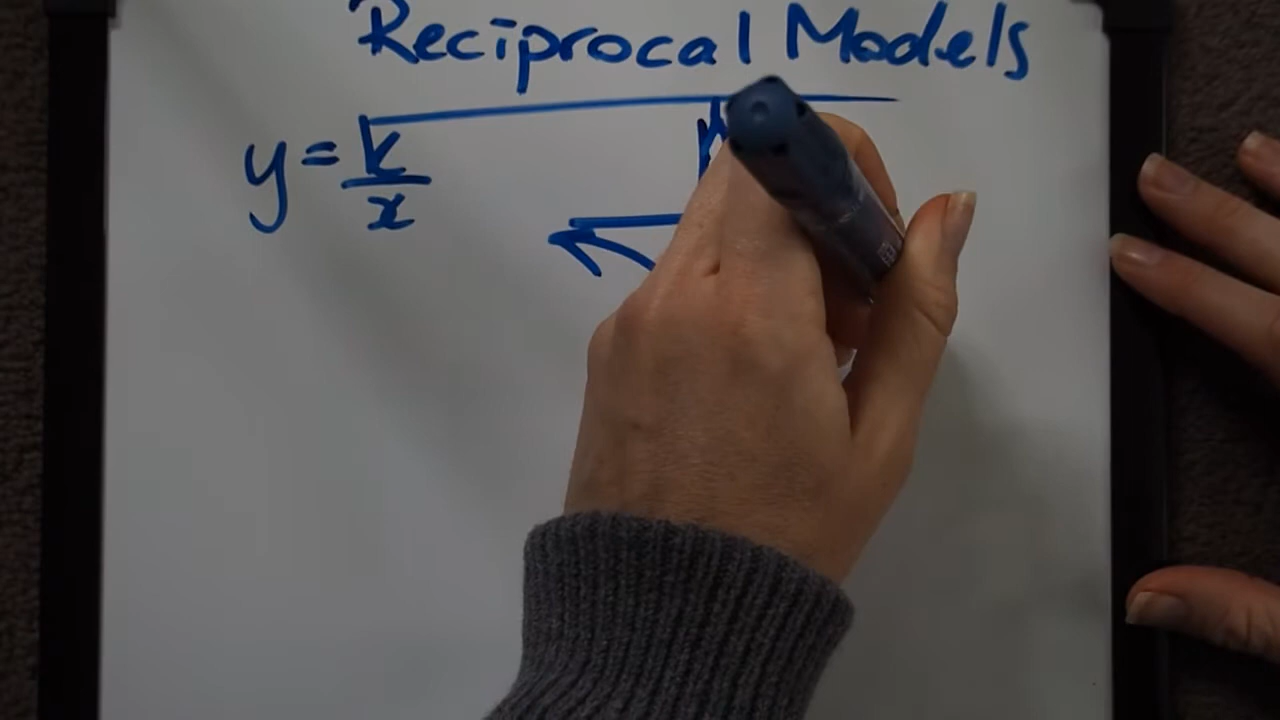 Reciprocal Models
y = k/x